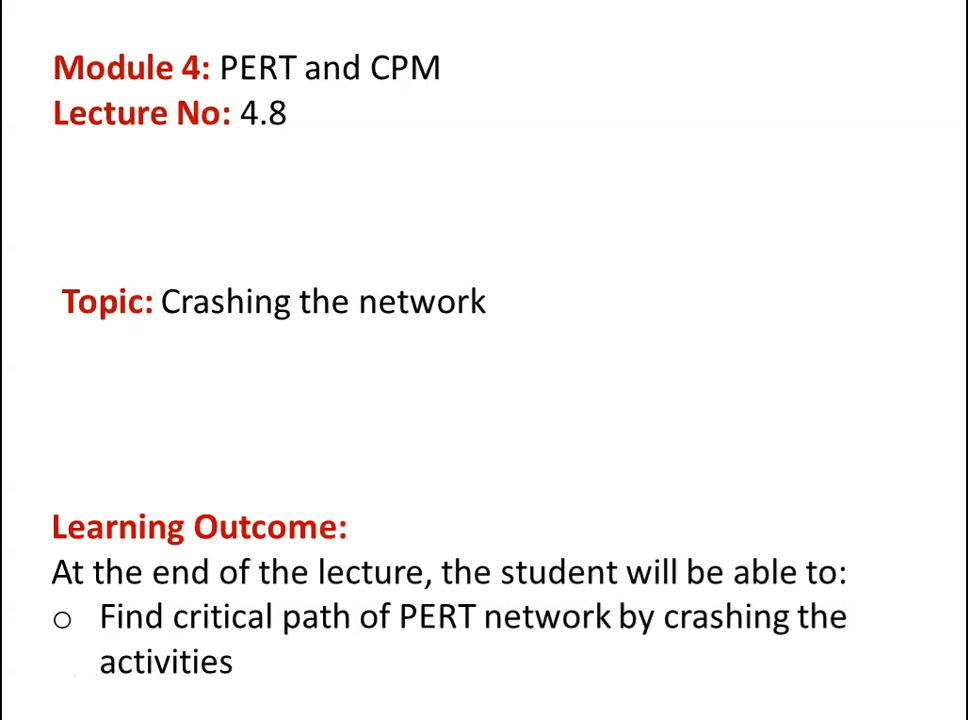 Module 4: PERT and CPM
Lecture No: 4.8
Topic: Crashing the network
Learning Outcome:
At the end of the lecture, the student will be able to:
○ Find critical path of PERT network by crashing the
activities